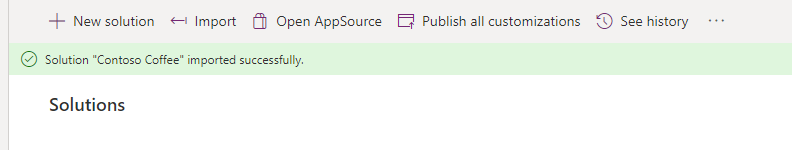 New solution Import Open AppSource Publish all customizations See history ...
Solution "Contoso Coffee" imported successfully.
Solutions